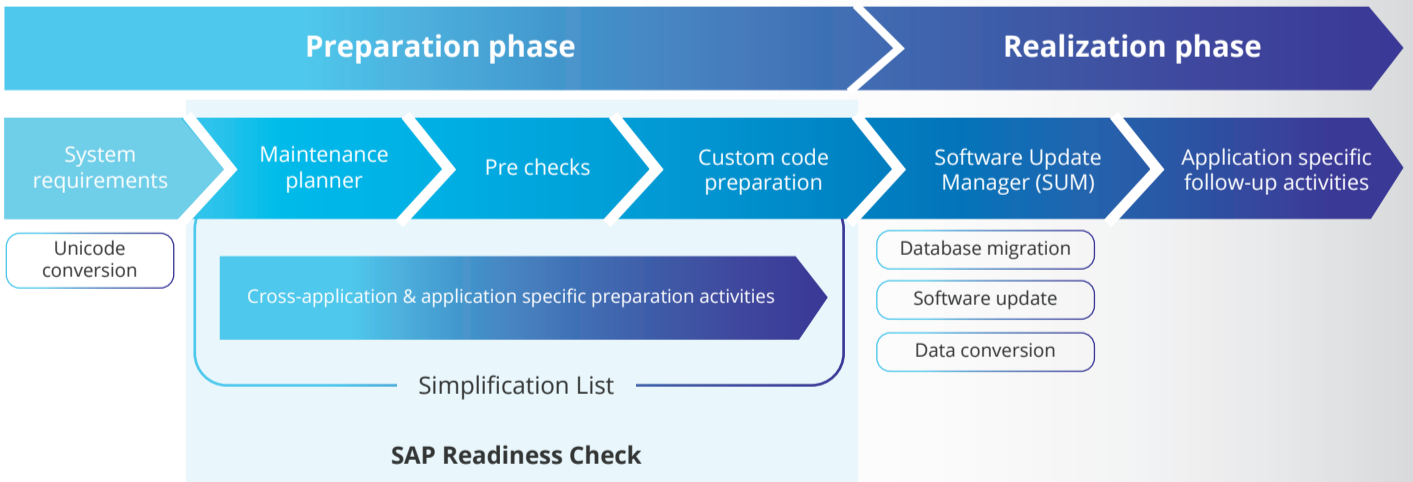 Preparation phase
Realization phase
System
requirements
Maintenance
planner
Pre checks
Custom code
preparation
Software Update
Manager (SUM)
Application specific
follow-up activities
Unicode
conversion
Cross-application & application specific preparation activities
Simplification List
SAP Readiness Check
Database migration
Software update
Data conversion